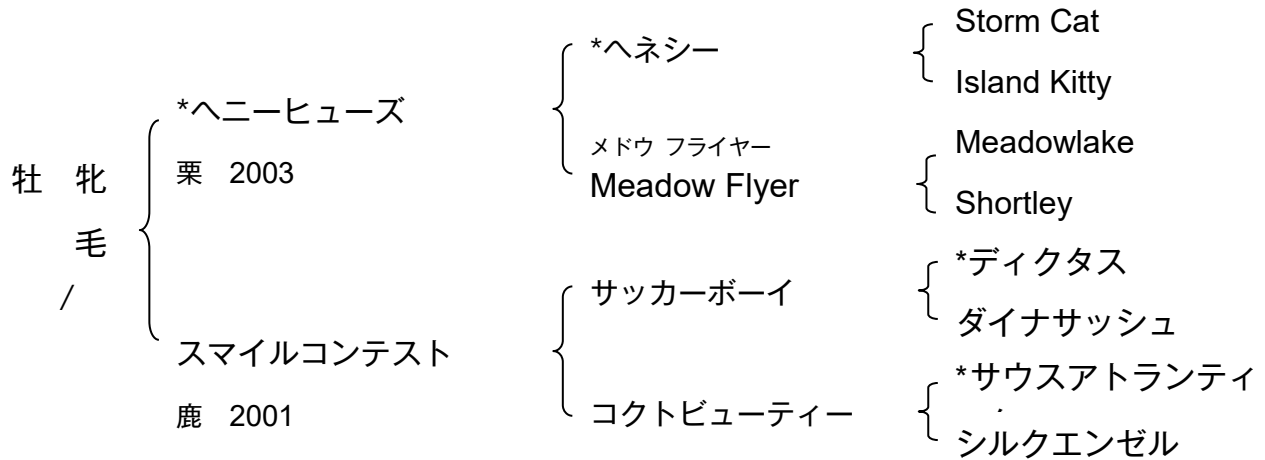 牡 牝
毛
/
*ヘニーヒューズ
栗 2003
スマイルコンテスト
鹿 2001
*ヘネシー
メドウ フライヤー
Meadow Flyer
サッカーボーイ
コクトビューティー
Storm Cat
Island Kitty
Meadowlake
Shortley
*ディクタス
ダイナサッシュ
*サウスアトランティ
シルクエンゼル